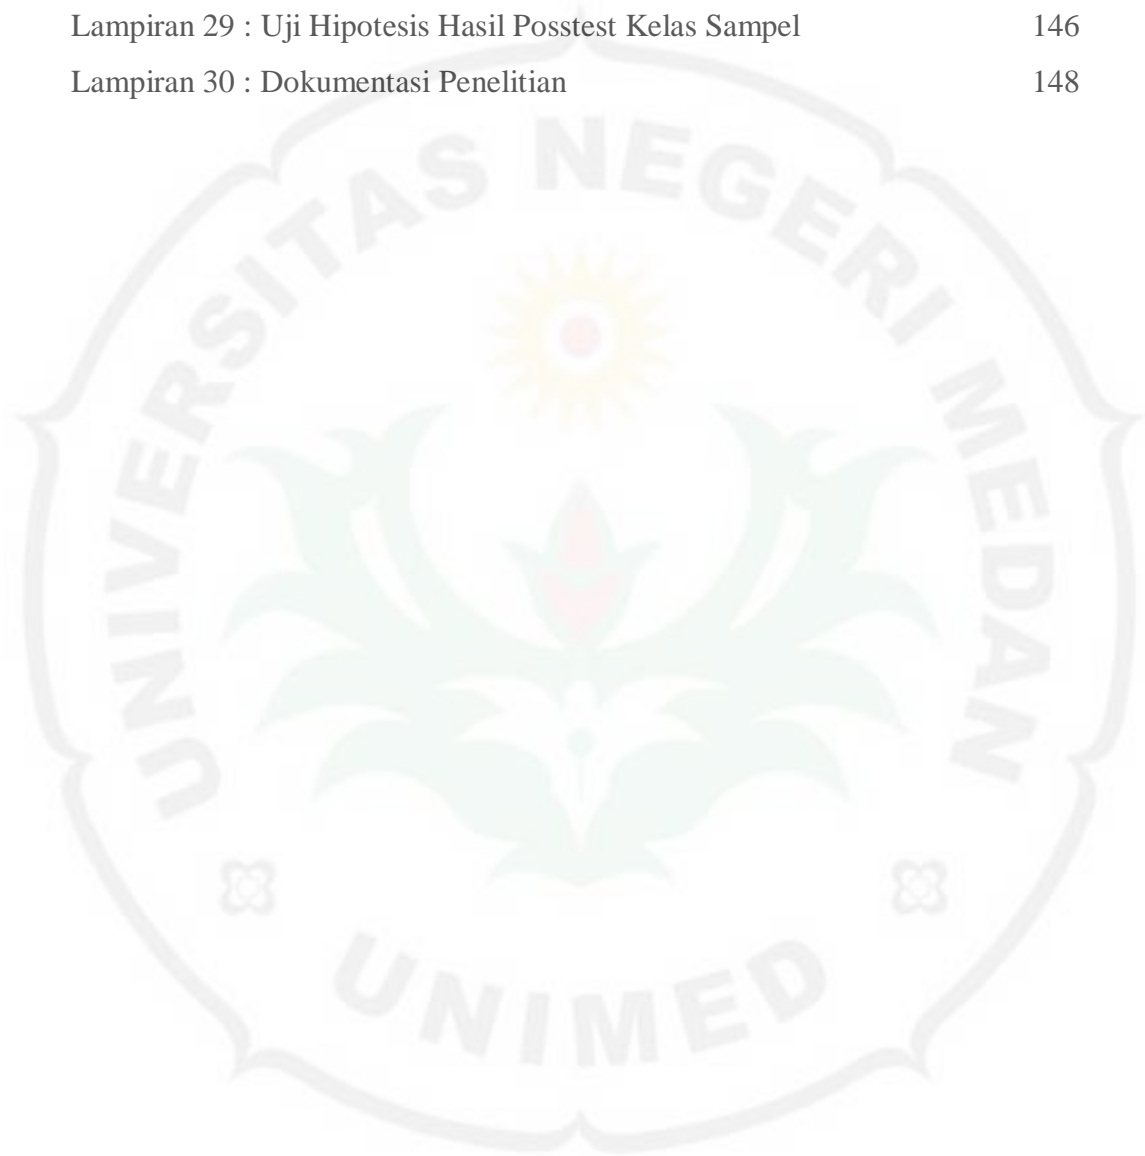 Lampiran 29 : Uji Hipotesis Hasil Posstest Kelas Sampel 146
Lampiran 30 : Dokumentasi Penelitian 148
UNIVERSITAS NEGERI MEDAN
UNIMED